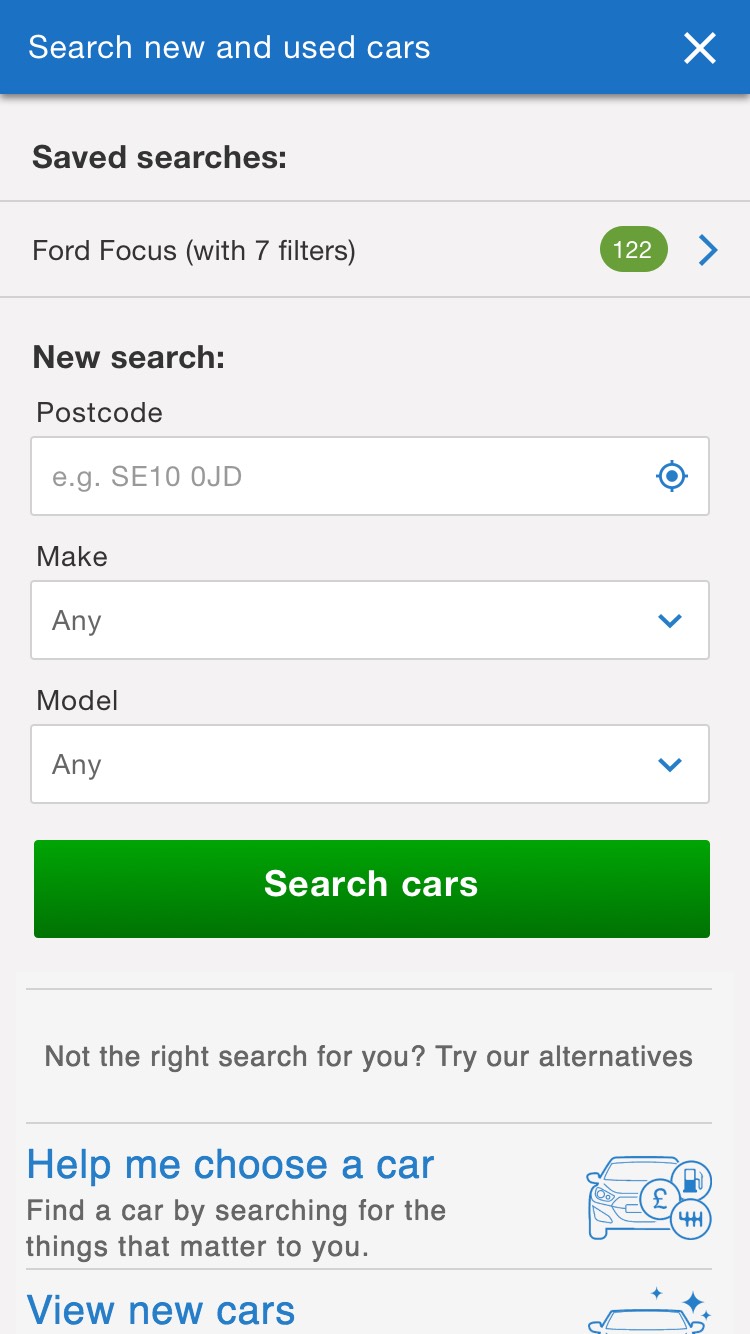 Search new and used cars
Saved searches:
Ford Focus (with 7 filters) 122
New search:
Postcode
e.g. SE10 0JD
Make
Any
Model
Any
Search cars
Not the right search for you? Try our alternatives
Help me choose a car
Find a car by searching for the
things that matter to you.
£
View new cars